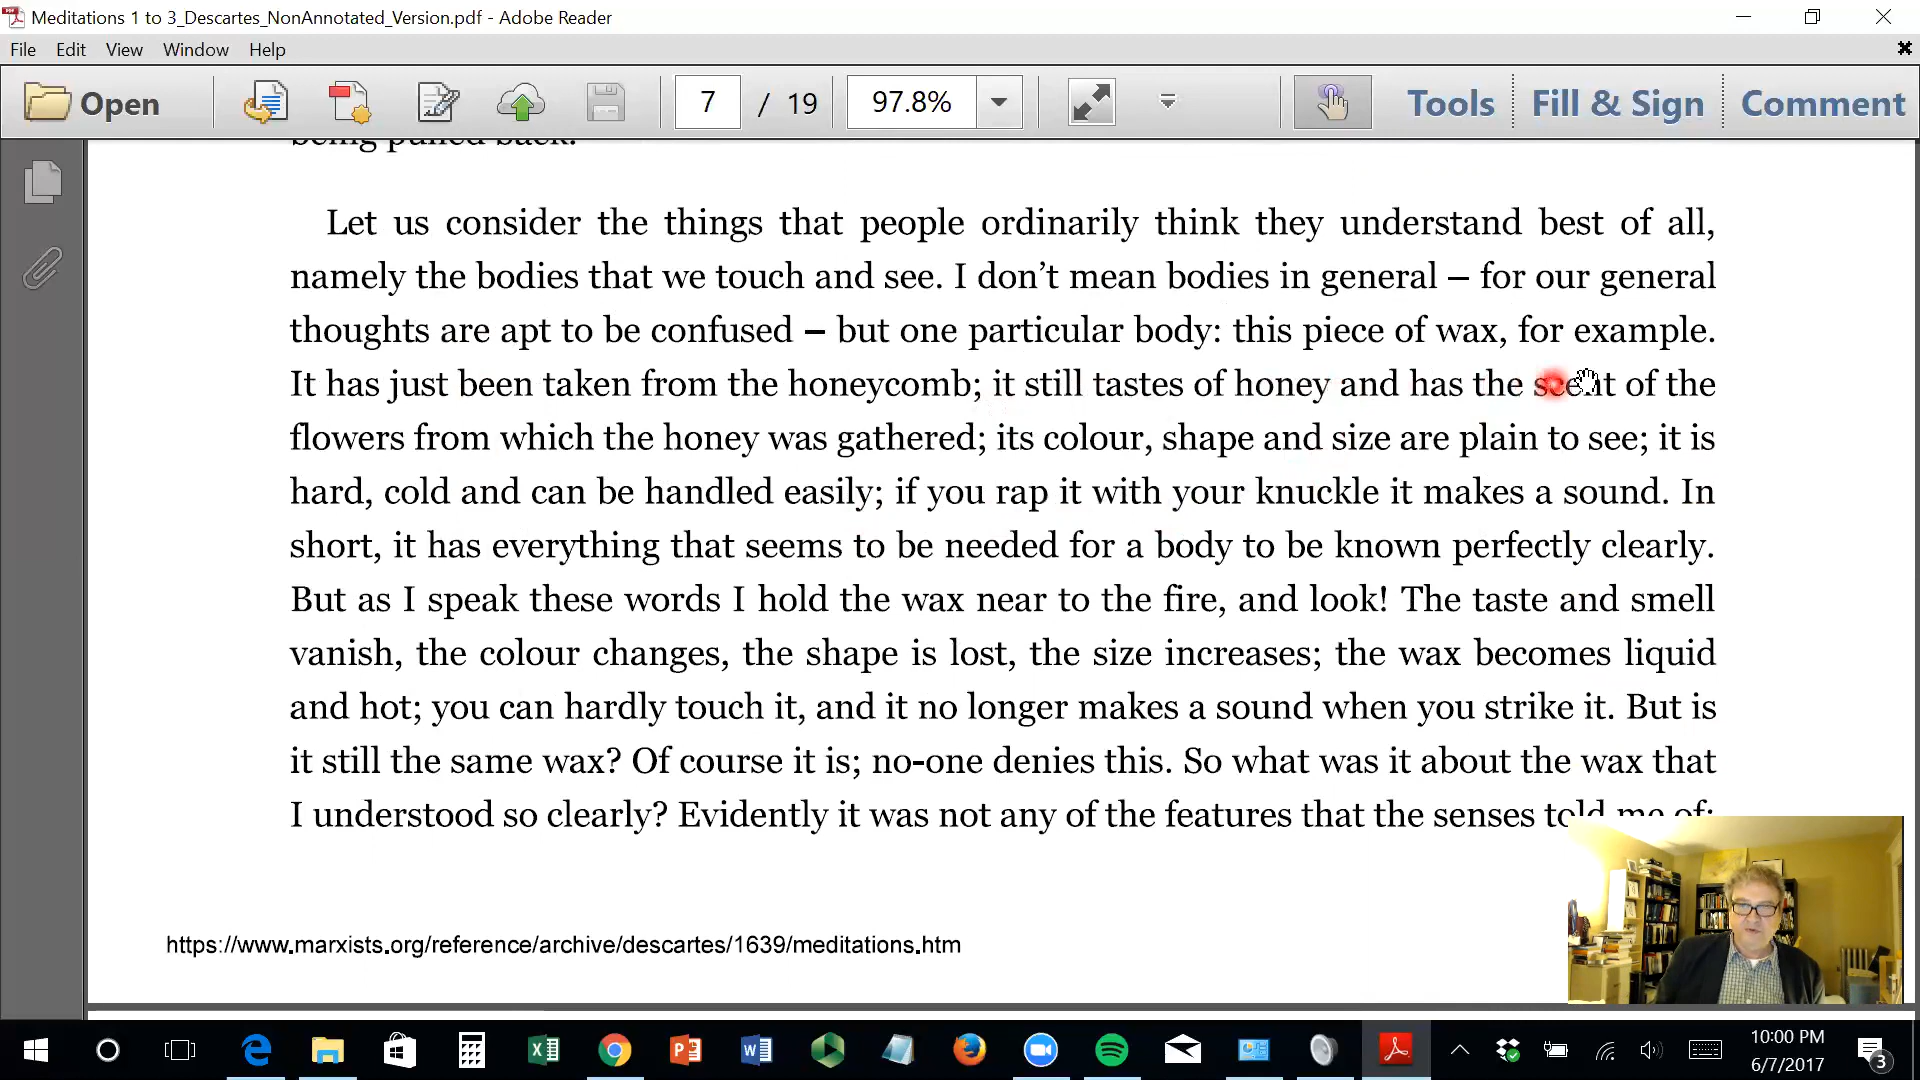 Meditations 1 to 3_Descartes_NonAnnotated_Version.pdf - Adobe Reader
File Edit View Window Help
Open 7 / 19 97.8% Tools Fill & Sign Comment
being pulled back.
Let us consider the things that people ordinarily think they understand best of all,
namely the bodies that we touch and see. I don’t mean bodies in general – for our general
thoughts are apt to be confused – but one particular body: this piece of wax, for example.
It has just been taken from the honeycomb; it still tastes of honey and has the scent of the
flowers from which the honey was gathered; its colour, shape and size are plain to see; it is
hard, cold and can be handled easily; if you rap it with your knuckle it makes a sound. In
short, it has everything that seems to be needed for a body to be known perfectly clearly.
But as I speak these words I hold the wax near to the fire, and look! The taste and smell
vanish, the colour changes, the shape is lost, the size increases; the wax becomes liquid
and hot; you can hardly touch it, and it no longer makes a sound when you strike it. But is
it still the same wax? Of course it is; no-one denies this. So what was it about the wax that
I understood so clearly? Evidently it was not any of the features that the senses told me of;
https://www.marxists.org/reference/archive/descartes/1639/meditations.htm
10:00 PM
6/7/2017
3